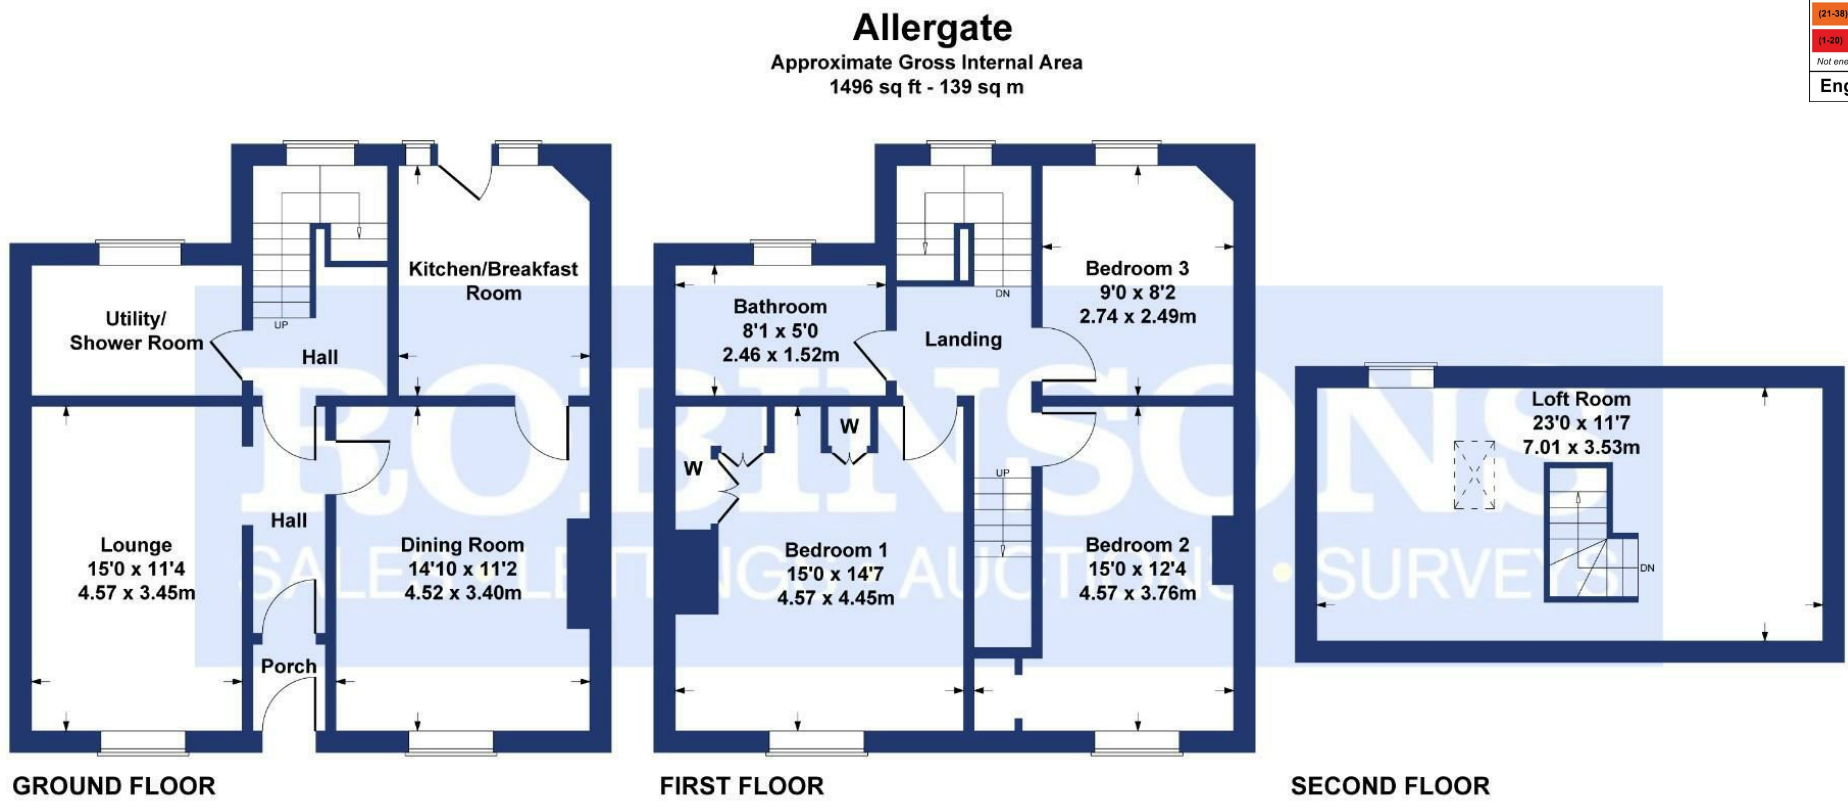 Allergate
Approximate Gross Internal Area
1496 sq ft - 139 sq m
(21-38)
(1-20)
Not ene
Eng
Utility/
Shower Room
UP
Hall
Kitchen/Breakfast
Room
Lounge
15'0 x 11'4
4.57 x 3.45m
Hall
Dining Room
14'10 x 11'2
4.52 x 3.40m
Porch
GROUND FLOOR
Bathroom
8'1 x 5'0
2.46 x 1.52m
DN
Landing
Bedroom 3
9'0 x 8'2
2.74 x 2.49m
W
W
UP
Bedroom 1
15'0 x 14'7
4.57 x 4.45m
Bedroom 2
15'0 x 12'4
4.57 x 3.76m
FIRST FLOOR
Loft Room
23'0 x 11'7
7.01 x 3.53m
DN
SECOND FLOOR
ROBINSONS
SALES • LETTINGS • AUCTIONS • SURVEYS